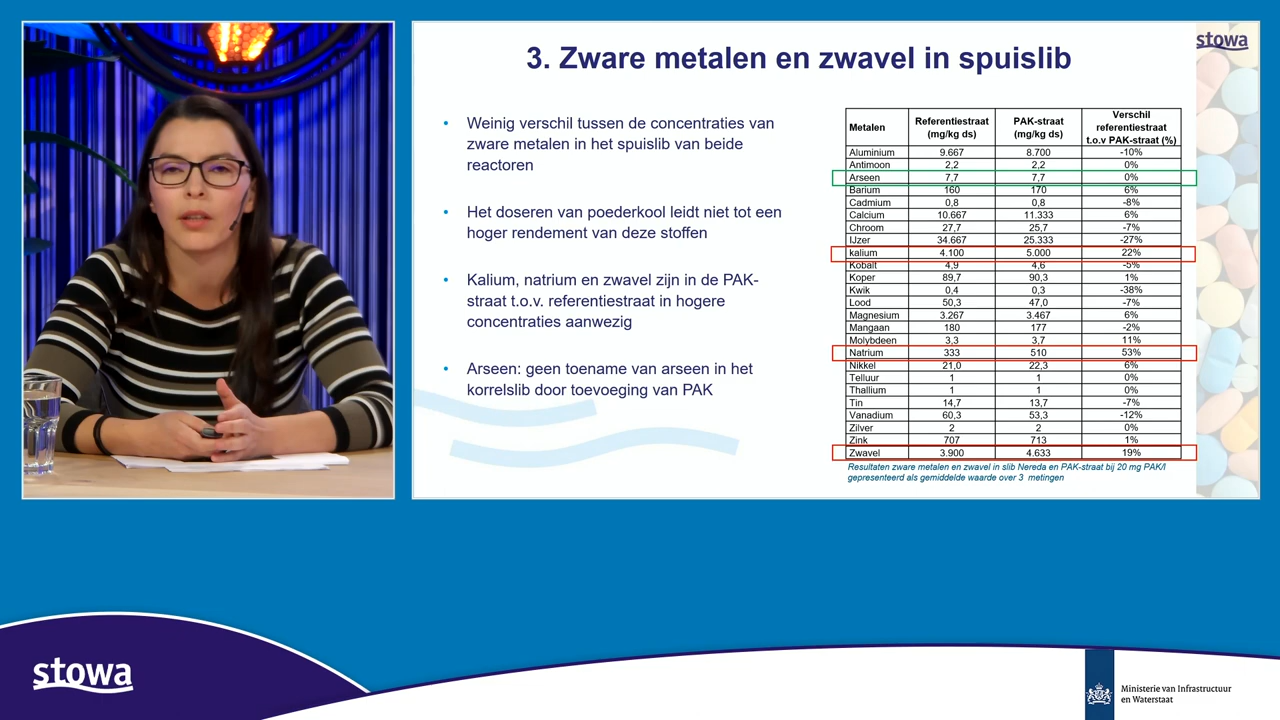 3. Zware metalen en zwavel in spuislib
stowa
• Weinig verschil tussen de concentraties van
zware metalen in het spuislib van beide
reactoren
• Het doseren van poederkool leidt niet tot een
hoger rendement van deze stoffen
• Kalium, natrium en zwavel zijn in de PAK-
straat t.o.v. referentiestraat in hogere
concentraties aanwezig
• Arseen: geen toename van arseen in het
korrelslib door toevoeging van PAK
Metalen Referentiestraat (mg/kg ds) PAK-straat (mg/kg ds) Verschil referentiestraat t.o.v PAK-straat (%)
Aluminium 9.667 8.700 -10%
Antimoon 2,2 2,2 0%
Arseen 7,7 7,7 0%
Barium 160 170 6%
Cadmium 0,8 0,8 -8%
Calcium 10.667 11.333 6%
Chroom 27,7 25,7 -7%
IJzer 34.667 25.333 -27%
kalium 4.100 5.000 22%
Kobalt 4,9 4,6 -5%
Koper 89,7 90,3 1%
Kwik 0,4 0,3 -38%
Lood 50,3 47,0 -7%
Magnesium 3.267 3.467 6%
Mangaan 180 177 -2%
Molybdeen 3,3 3,7 11%
Natrium 333 510 53%
Nikkel 21,0 22,3 6%
Telluur 1 1 0%
Thallium 1 1 0%
Tin 14,7 13,7 -7%
Vanadium 60,3 53,3 -12%
Zilver 2 2 0%
Zink 707 713 1%
Zwavel 3.900 4.633 19%
Resultaten zware metalen en zwavel in slib Nereda en PAK-straat bij 20 mg PAK/l
gepresenteerd als gemiddelde waarde over 3 metingen
stowa
Ministerie van Infrastructuur
en Waterstaat